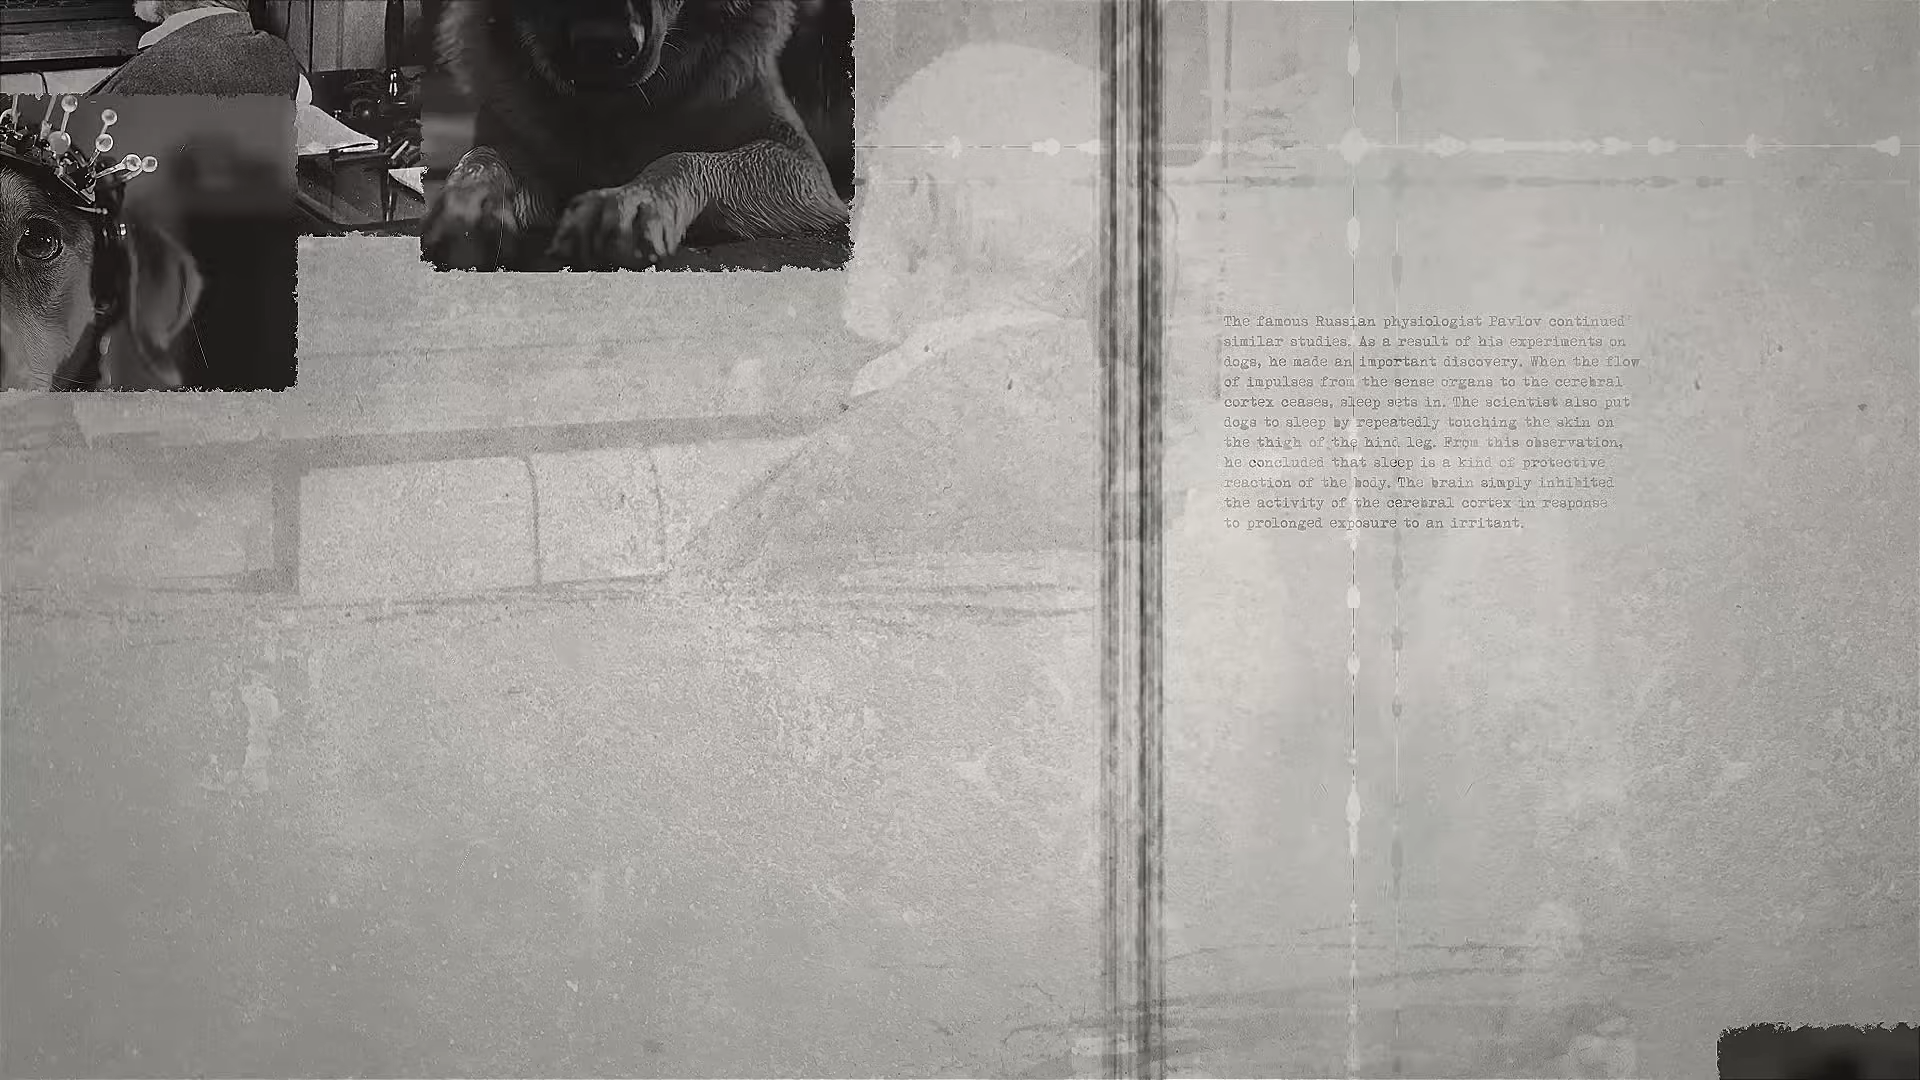 The famous Russian physiologist Pavlov continued
similar studies. As a result of his experiments on
dogs, he made an important discovery. When the flow
of impulses from the sense organs to the cerebral
cortex ceases, sleep sets in. The scientist also put
dogs to sleep by repeatedly touching the skin on
the thigh of the hind leg. From this observation,
he concluded that sleep is a kind of protective
reaction of the body. The brain simply inhibited
the activity of the cerebral cortex in response
to prolonged exposure to an irritant.